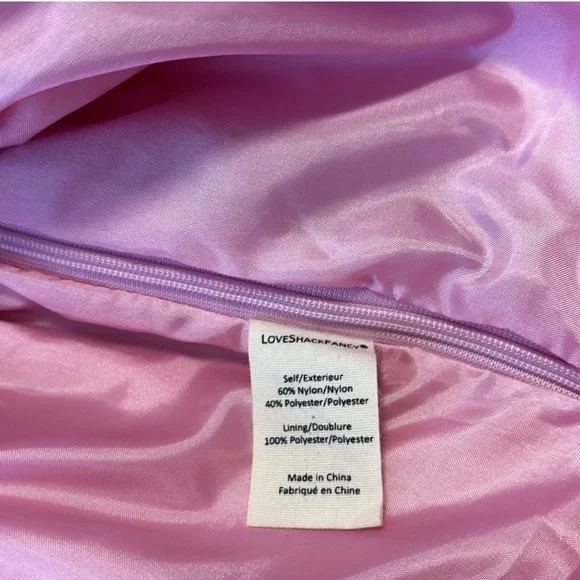 LOVESHACKFANCY®
Self/Exterieur
60% Nylon/Nylon
40% Polyester/Polyester
Lining/Doublure
100% Polyester/Polyester
Made in China
Fabriqué en Chine